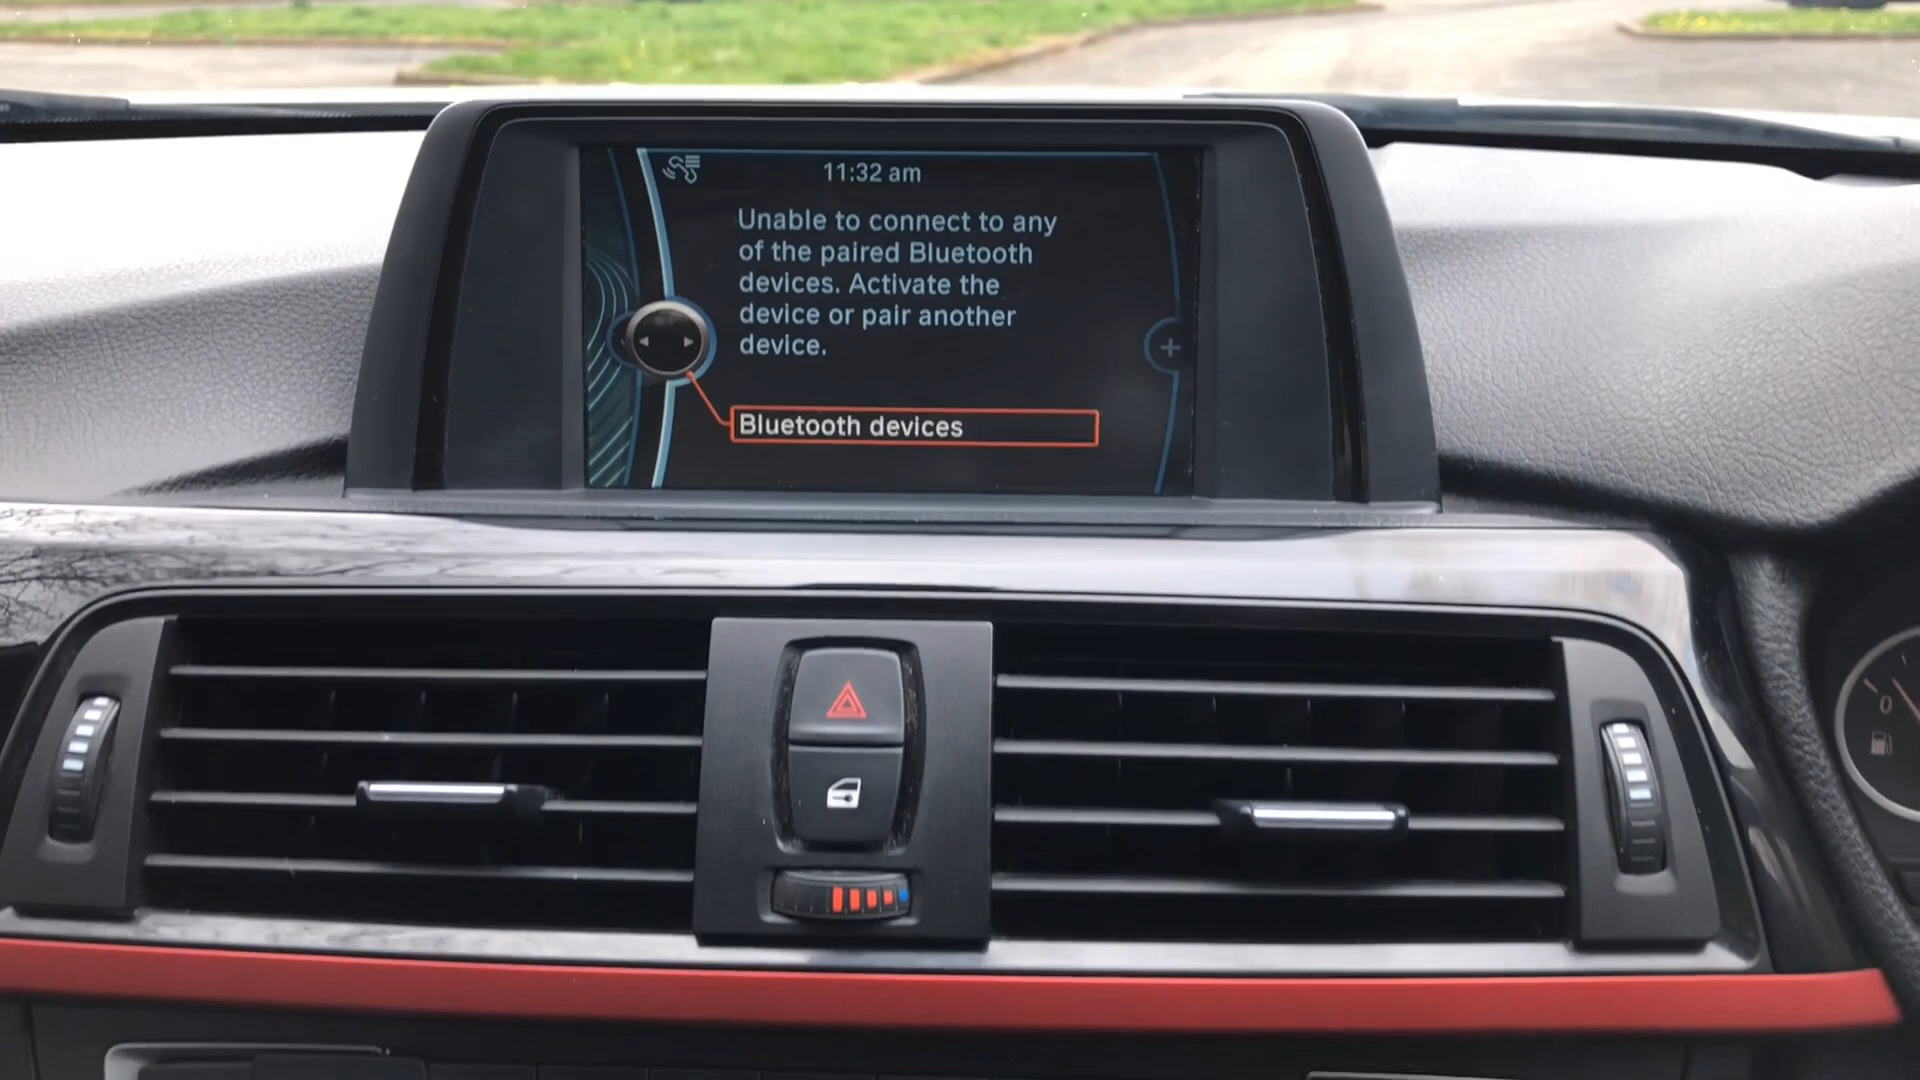 11:32 am
Unable to connect to any
of the paired Bluetooth
devices. Activate the
device or pair another
device.
Bluetooth devices
0